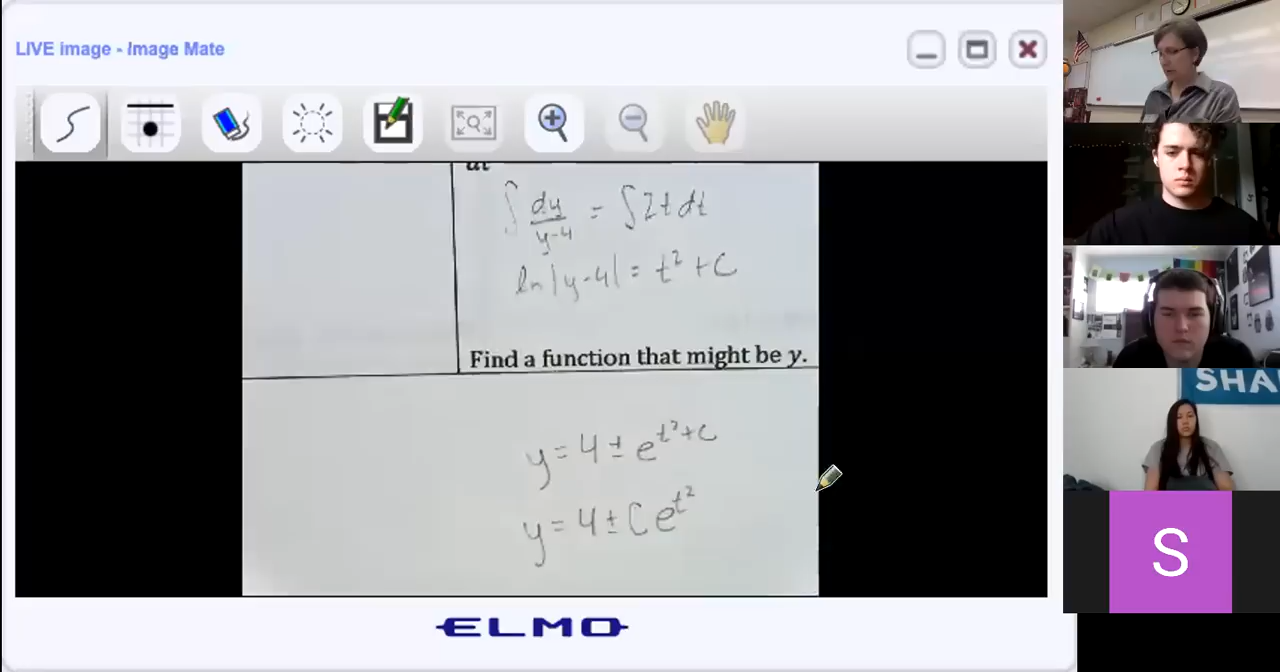 LIVE image - Image Mate
dt
∫ dy/y-4 = ∫2t dt
ln|y-4| = t² + C
Find a function that might be y.
y = 4 ± e^t²+C
y = 4 ± C e^t²
ELMO
SHA
S